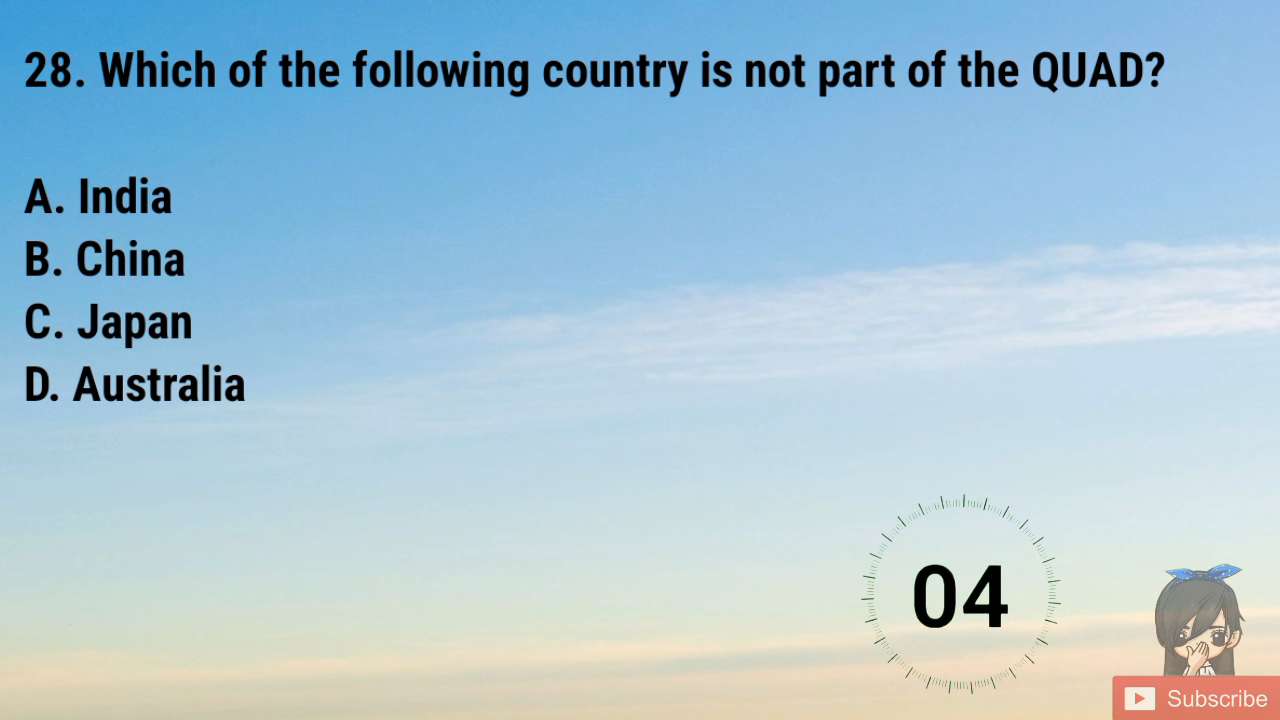 28. Which of the following country is not part of the QUAD?
A. India
B. China
C. Japan
D. Australia
04
Subscribe